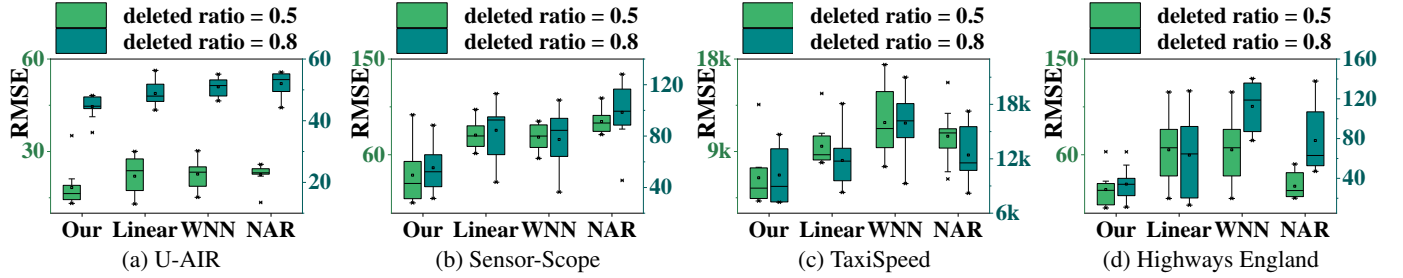 deleted ratio = 0.5
deleted ratio = 0.8
RMSE
60
30
60
40
20
Our Linear WNN NAR
(a) U-AIR
deleted ratio = 0.5
deleted ratio = 0.8
RMSE
150
60
120
80
40
Our Linear WNN NAR
(b) Sensor-Scope
deleted ratio = 0.5
deleted ratio = 0.8
RMSE
18k
9k
18k
12k
6k
Our Linear WNN NAR
(c) TaxiSpeed
deleted ratio = 0.5
deleted ratio = 0.8
RMSE
150
60
160
120
80
40
Our Linear WNN NAR
(d) Highways England